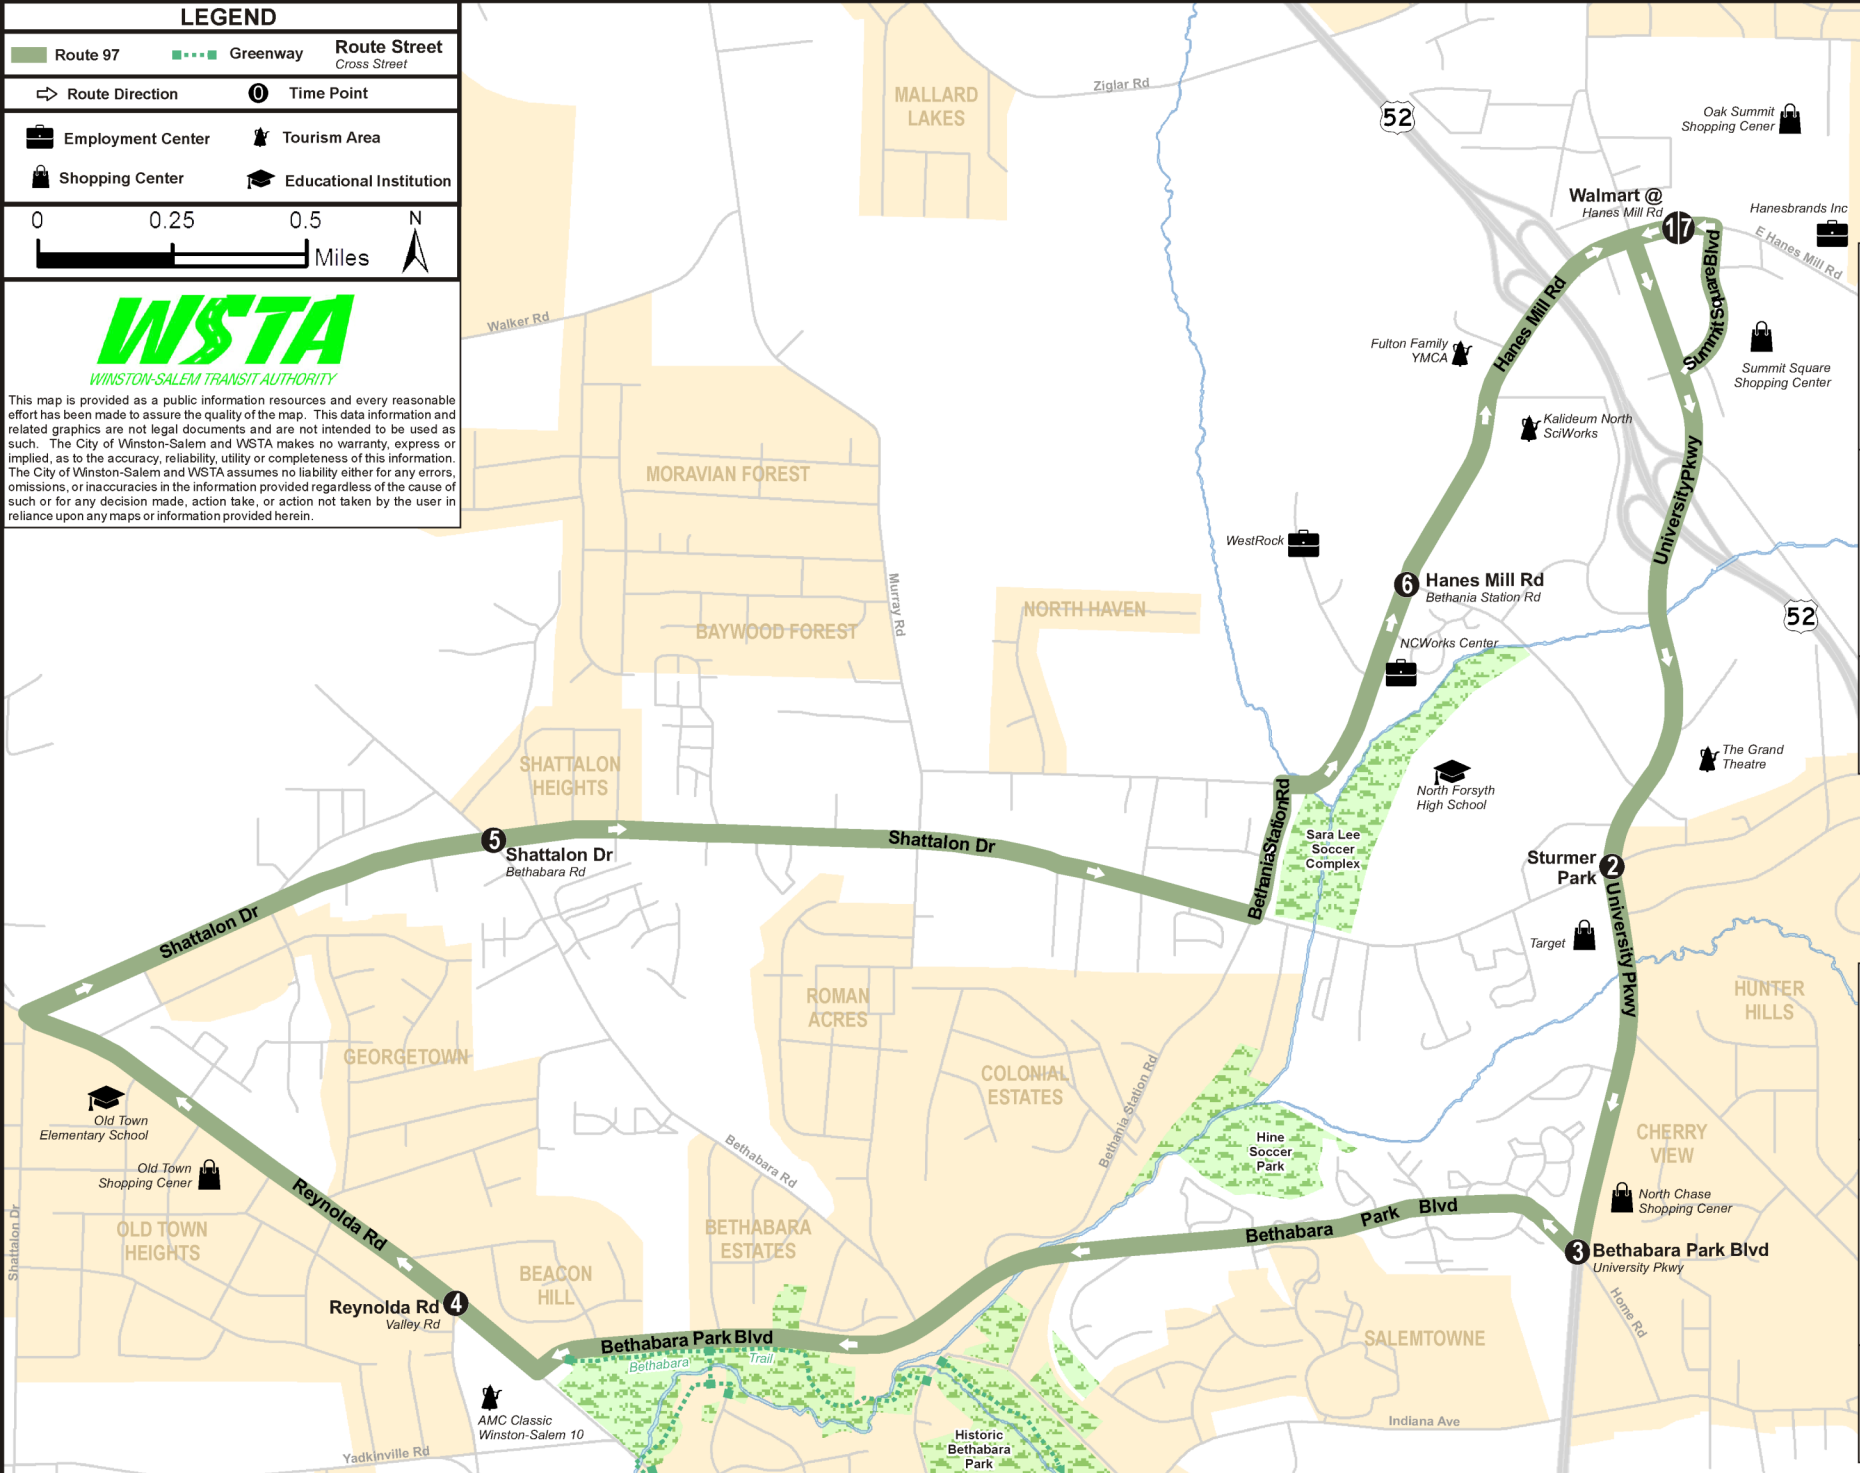 LEGEND
Route 97
Greenway
Route Street
Cross Street
Route Direction
0
Time Point
Employment Center
Tourism Area
Shopping Center
Educational Institution
0 0.25 0.5
Miles
N
WSTA
WINSTON-SALEM TRANSIT AUTHORITY
This map is provided as a public information resources and every reasonable
effort has been made to assure the quality of the map. This data information and
related graphics are not legal documents and are not intended to be used as
such. The City of Winston-Salem and WSTA makes no warranty, express or
implied, as to the accuracy, reliability, utility or completeness of this information.
The City of Winston-Salem and WSTA assumes no liability either for any errors,
omissions, or inaccuracies in the information provided regardless of the cause of
such or for any decision made, action take, or action not taken by the user in
reliance upon any maps or information provided herein.
MALLARD
LAKES
Ziglar Rd
52
Oak Summit
Shopping Cener
Walmart @
Hanes Mill Rd
1 7
Hanesbrands Inc
E Hanes Mill Rd
Summit Square Blvd
Walker Rd
Hanes Mill Rd
Fulton Family
YMCA
Summit Square
Shopping Center
Kalideum North
SciWorks
University Pkwy
MORAVIAN FOREST
WestRock
Murray Rd
6
Hanes Mill Rd
Bethania Station Rd
NORTH HAVEN
BAYWOOD FOREST
52
NCWorks Center
The Grand
Theatre
SHATTALON
HEIGHTS
North Forsyth
High School
Bethania Station Rd
Sara Lee
Soccer
Complex
5
Shattalon Dr
Bethabara Rd
Shattalon Dr
Sturmer
Park
2
Shattalon Dr
University Pkwy
Target
ROMAN
ACRES
HUNTER
HILLS
GEORGETOWN
COLONIAL
ESTATES
Old Town
Elementary School
Bethania Station Rd
Bethabara Rd
Hine
Soccer
Park
CHERRY
VIEW
Old Town
Shopping Cener
Reynolda Rd
North Chase
Shopping Cener
Shattalon Dr
OLD TOWN
HEIGHTS
BETHABARA
ESTATES
Bethabara Park Blvd
3
Bethabara Park Blvd
University Pkwy
BEACON
HILL
Reynolda Rd
Valley Rd
4
Home Rd
Bethabara Park Blvd
SALEMTOWNE
Bethabara Trail
AMC Classic
Winston-Salem 10
Indiana Ave
Historic
Bethabara
Park
Yadkinville Rd